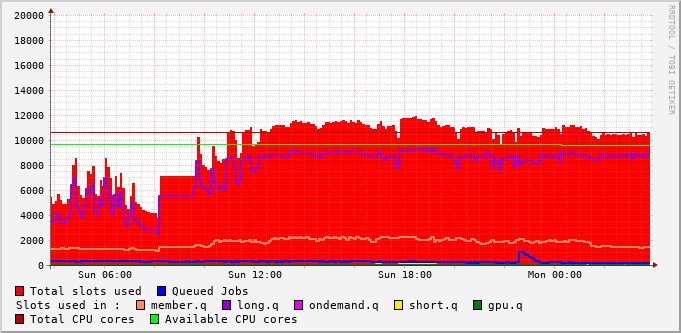 RRDTOOL / TOBI OETIKER
20000
18000
16000
14000
12000
10000
8000
6000
4000
2000
0
Sun 06:00 Sun 12:00 Sun 18:00 Mon 00:00
Total slots used Queued Jobs
Slots used in : member.q long.q ondemand.q short.q gpu.q
Total CPU cores Available CPU cores